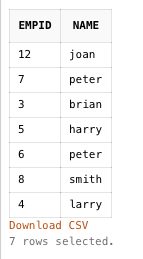 EMPID NAME
12 joan
7 peter
3 brian
5 harry
6 peter
8 smith
4 larry
Download CSV
7 rows selected.